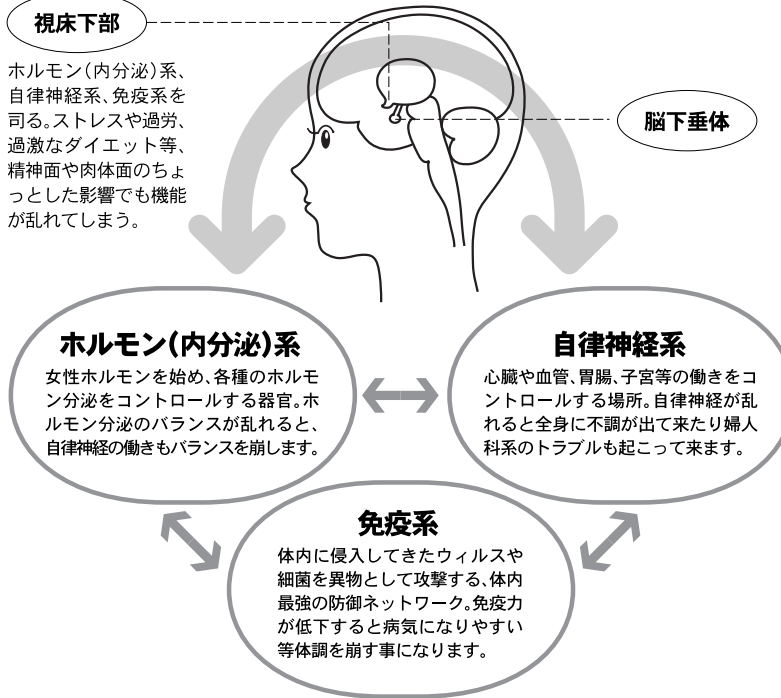 視床下部
ホルモン(内分泌)系、
自律神経系、免疫系を
司る。ストレスや過労、
過激なダイエット等、
精神面や肉体面のちょ
っとした影響でも機能
が乱れてしまう。
脳下垂体
ホルモン(内分泌)系
女性ホルモンを始め、各種のホルモ
ン分泌をコントロールする器官。ホ
ルモン分泌のバランスが乱れると、
自律神経の働きもバランスを崩します。
自律神経系
心臓や血管、胃腸、子宮等の働きをコ
ントロールする場所。自律神経が乱
れると全身に不調が出て来たり婦人
科系のトラブルも起こって来ます。
免疫系
体内に侵入してきたウィルスや
細菌を異物として攻撃する、体内
最強の防御ネットワーク。免疫力
が低下すると病気になりやすい
等体調を崩す事になります。